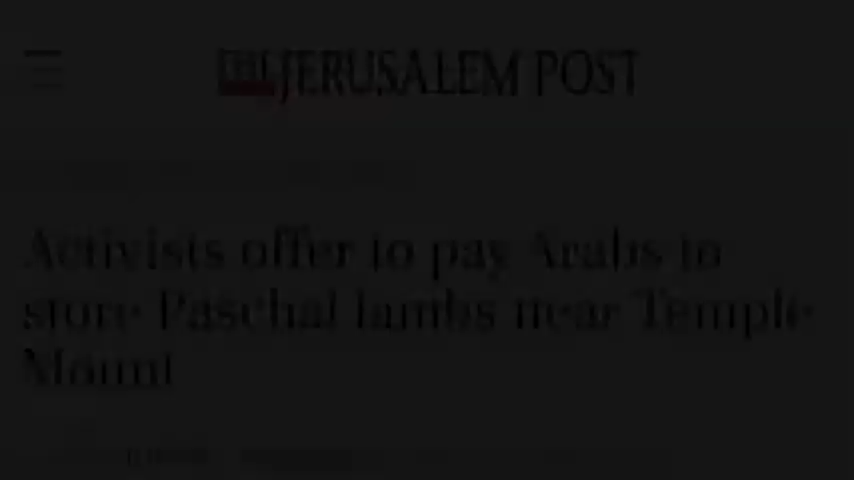 THE JERUSALEM POST
Activists offer to pay Arabs to
store Paschal lambs near Temple
Mount